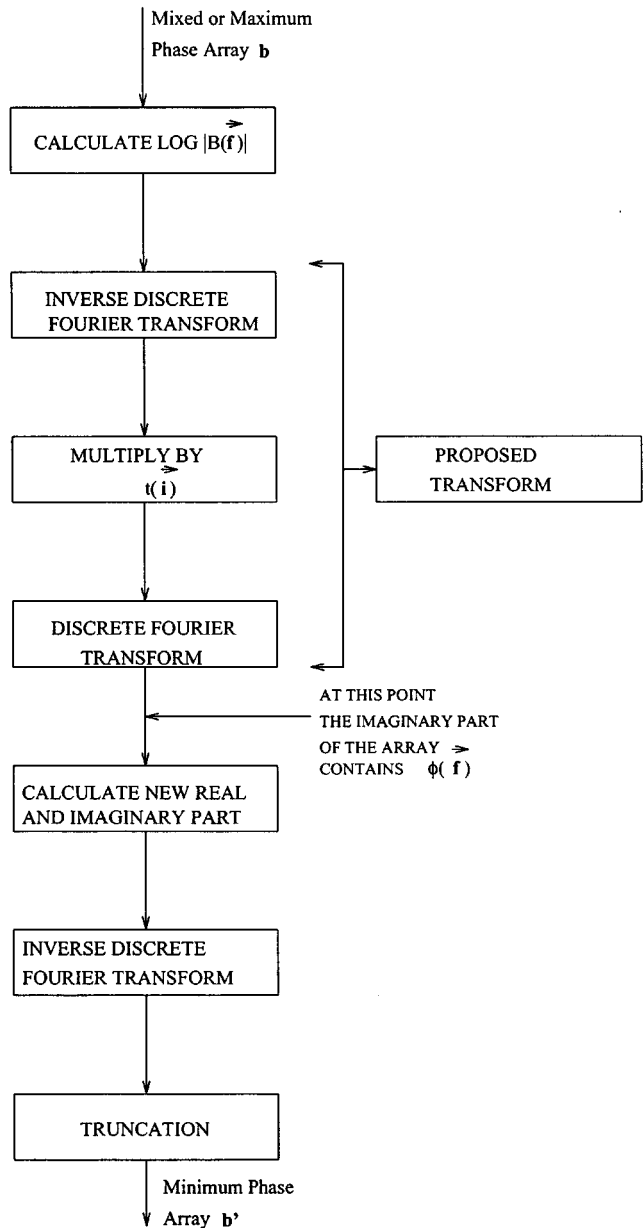 Mixed or Maximum
Phase Array b
CALCULATE LOG |B(f⃗)|
INVERSE DISCRETE
FOURIER TRANSFORM
MULTIPLY BY
t(i⃗)
PROPOSED
TRANSFORM
DISCRETE FOURIER
TRANSFORM
AT THIS POINT
THE IMAGINARY PART
OF THE ARRAY
CONTAINS ϕ(f⃗)
CALCULATE NEW REAL
AND IMAGINARY PART
INVERSE DISCRETE
FOURIER TRANSFORM
TRUNCATION
Minimum Phase
Array b'